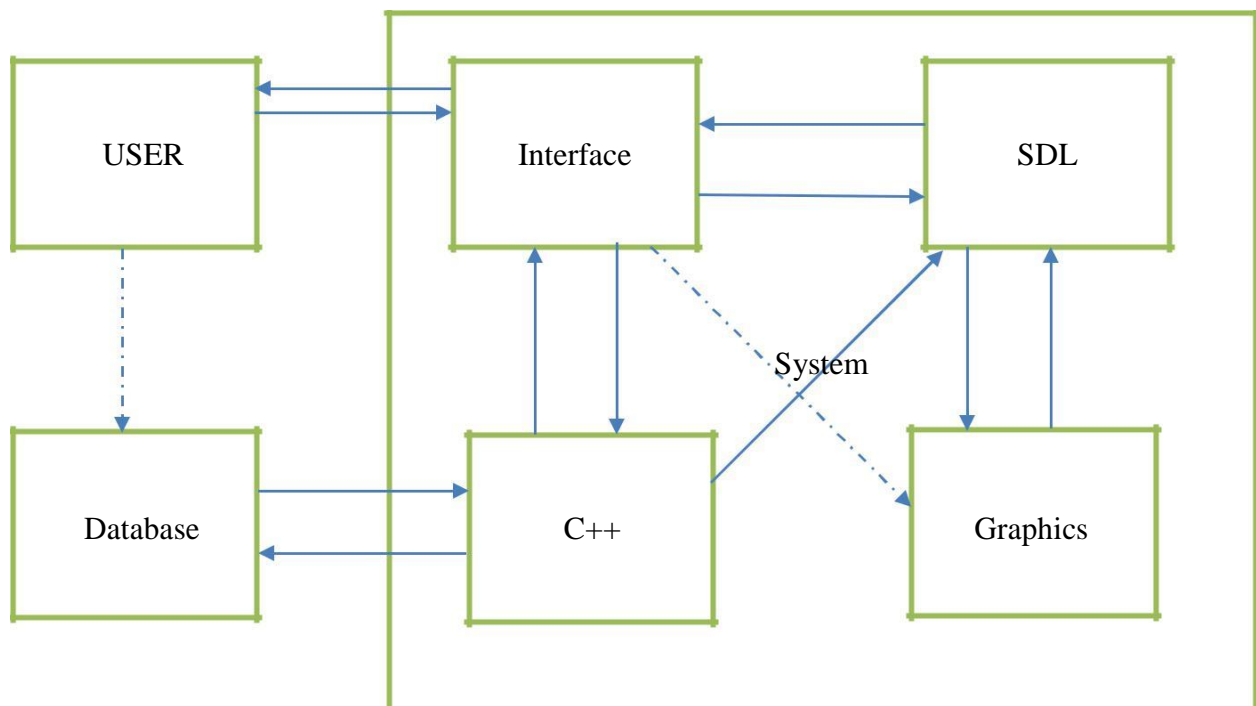 USER
Interface
SDL
System
Database
C++
Graphics